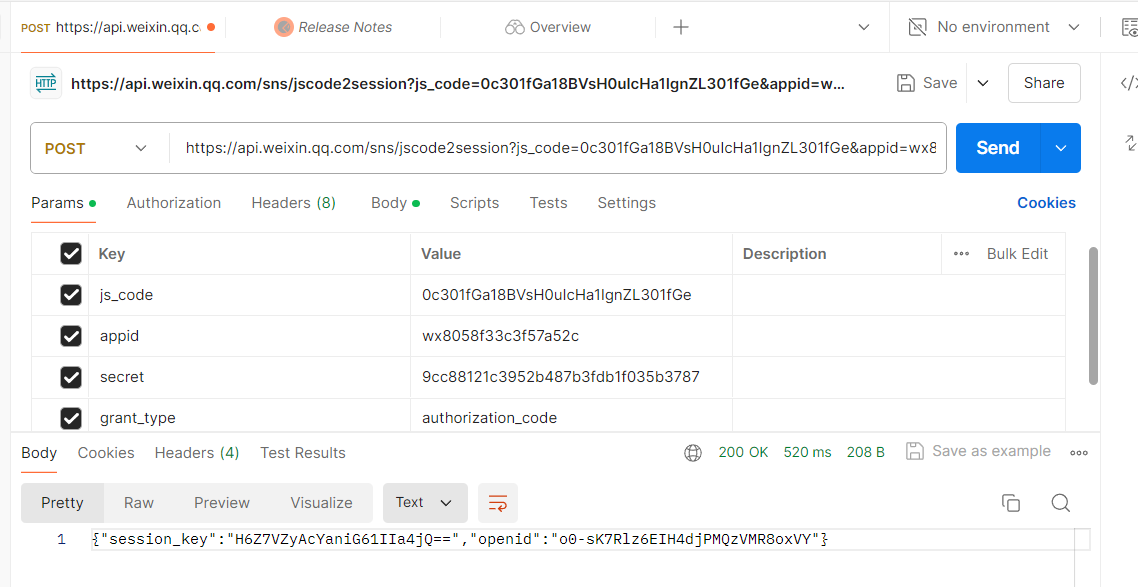 POST https://api.weixin.qq.c Release Notes Overview No environment
HTTP https://api.weixin.qq.com/sns/jscode2session?js_code=0c301fGa18BVsH0ulcHa1lgnZL301fGe&appid=w... Save Share
POST https://api.weixin.qq.com/sns/jscode2session?js_code=0c301fGa18BVsH0ulcHa1lgnZL301fGe&appid=wx8 Send
Params Authorization Headers (8) Body Scripts Tests Settings Cookies
Key Value Description Bulk Edit
js_code 0c301fGa18BVsH0ulcHa1lgnZL301fGe
appid wx8058f33c3f57a52c
secret 9cc88121c3952b487b3fdb1f035b3787
grant_type authorization_code
Body Cookies Headers (4) Test Results 200 OK 520 ms 208 B Save as example
Pretty Raw Preview Visualize Text
1 {"session_key":"H6Z7VZyAcYaniG61IIa4jQ==","openid":"o0-sK7Rlz6EIH4djPMQzVMR8oxVY"}